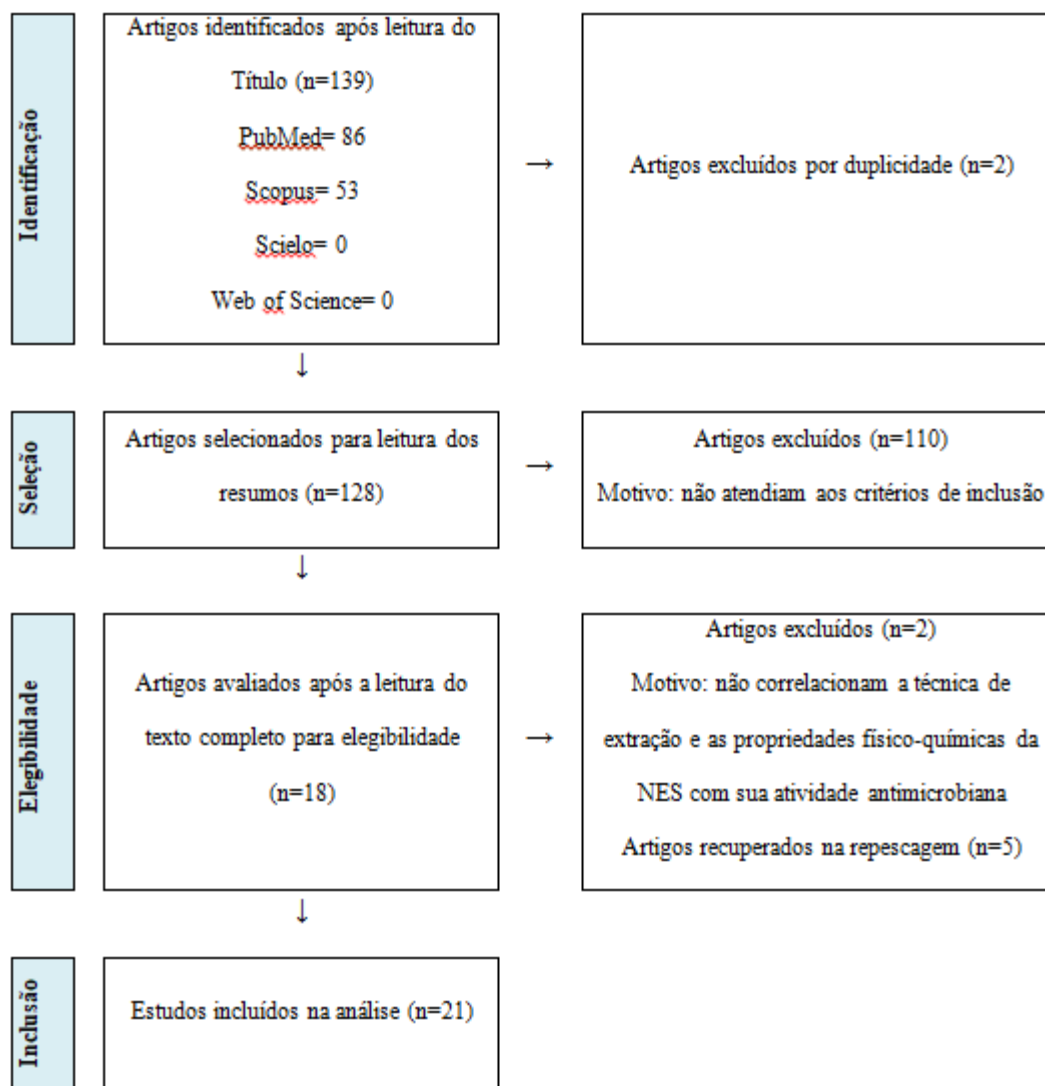 Identificação
Artigos identificados após leitura do
Título (n=139)
PubMed= 86
Scopus= 53
Scielo= 0
Web of Science= 0
→
Artigos excluídos por duplicidade (n=2)
↓
Seleção
Artigos selecionados para leitura dos
resumos (n=128)
→
Artigos excluídos (n=110)
Motivo: não atendiam aos critérios de inclusão
↓
Elegibilidade
Artigos avaliados após a leitura do
texto completo para elegibilidade
(n=18)
→
Artigos excluídos (n=2)
Motivo: não correlacionam a técnica de
extração e as propriedades físico-químicas da
NES com sua atividade antimicrobiana
Artigos recuperados na repescagem (n=5)
↓
Inclusão
Estudos incluídos na análise (n=21)